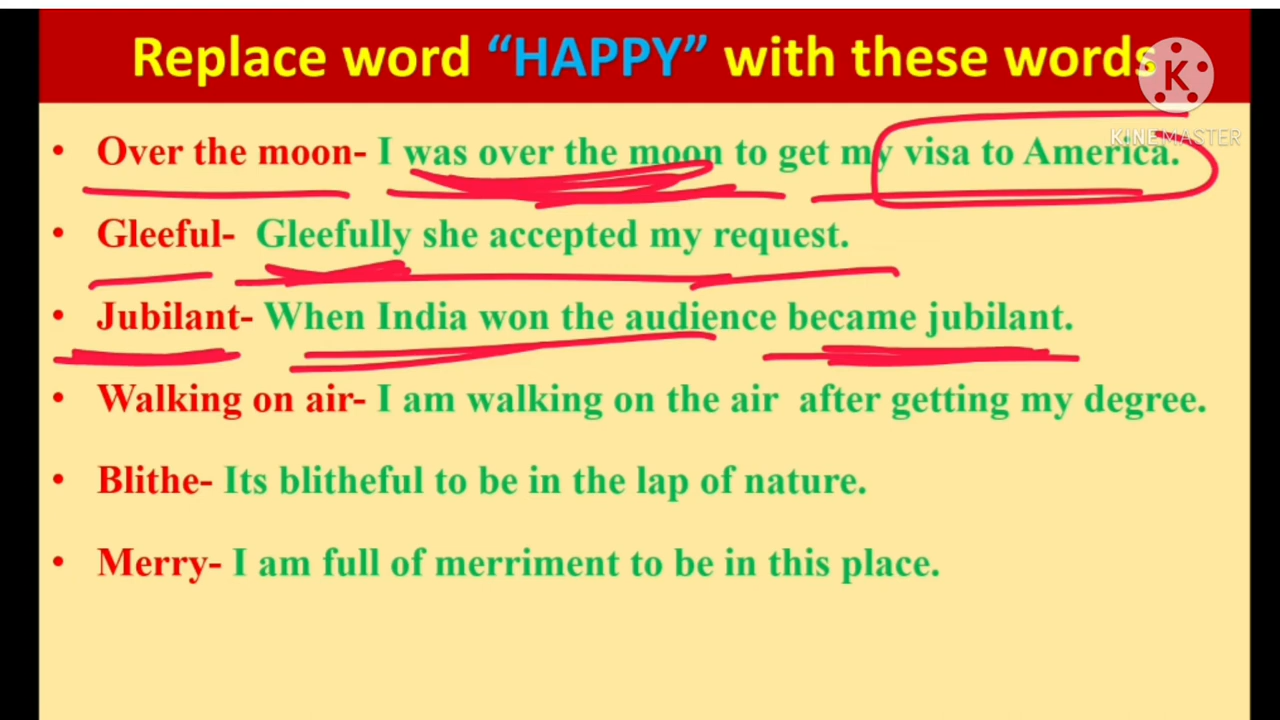 Replace word “HAPPY” with these words
K
KINEMASTER
• Over the moon- I was over the moon to get my visa to America.
• Gleeful- Gleefully she accepted my request.
• Jubilant- When India won the audience became jubilant.
• Walking on air- I am walking on the air after getting my degree.
• Blithe- Its blitheful to be in the lap of nature.
• Merry- I am full of merriment to be in this place.